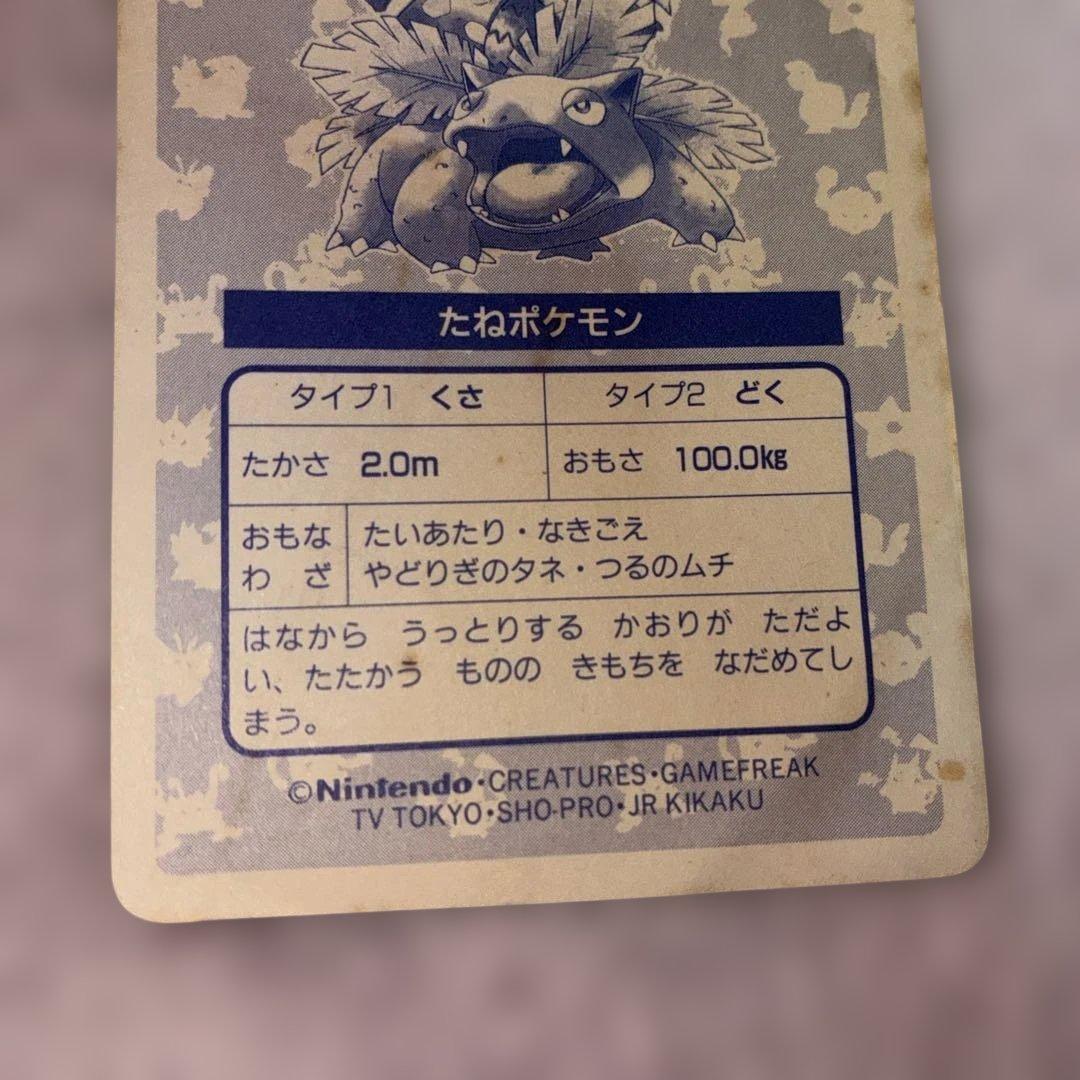 たねポケモン
タイプ1 くさ タイプ2 どく
たかさ 2.0m おもさ 100.0kg
おもな たいあたり・なきごえ
わ ざ やどりぎのタネ・つるのムチ
はなから うっとりする かおりが ただよ
い、たたかう ものの きもちを なだめてし
まう。
©Nintendo・CREATURES・GAMEFREAK
TV TOKYO・SHO-PRO・JR KIKAKU